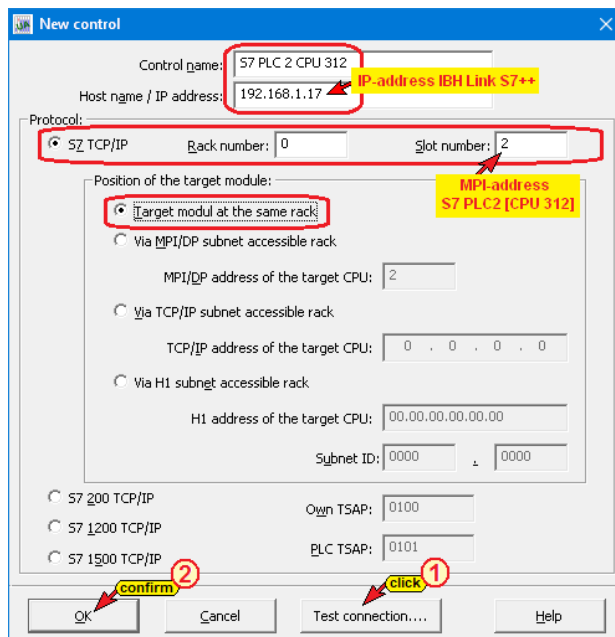 New control
Control name: S7 PLC 2 CPU 312
Host name / IP address: 192.168.1.17
IP-address IBH Link S7++
Protocol:
S7 TCP/IP Rack number: 0 Slot number: 2
MPI-address
S7 PLC2 [CPU 312]
Position of the target module:
Target modul at the same rack
Via MPI/DP subnet accessible rack
MPI/DP address of the target CPU: 2
Via TCP/IP subnet accessible rack
TCP/IP address of the target CPU: 0 . 0 . 0 . 0
Via H1 subnet accessible rack
H1 address of the target CPU: 00.00.00.00.00.00
Subnet ID: 0000 . 0000
S7 200 TCP/IP
Own TSAP: 0100
S7 1200 TCP/IP
PLC TSAP: 0101
S7 1500 TCP/IP
confirm 2 click 1
OK Cancel Test connection.... Help